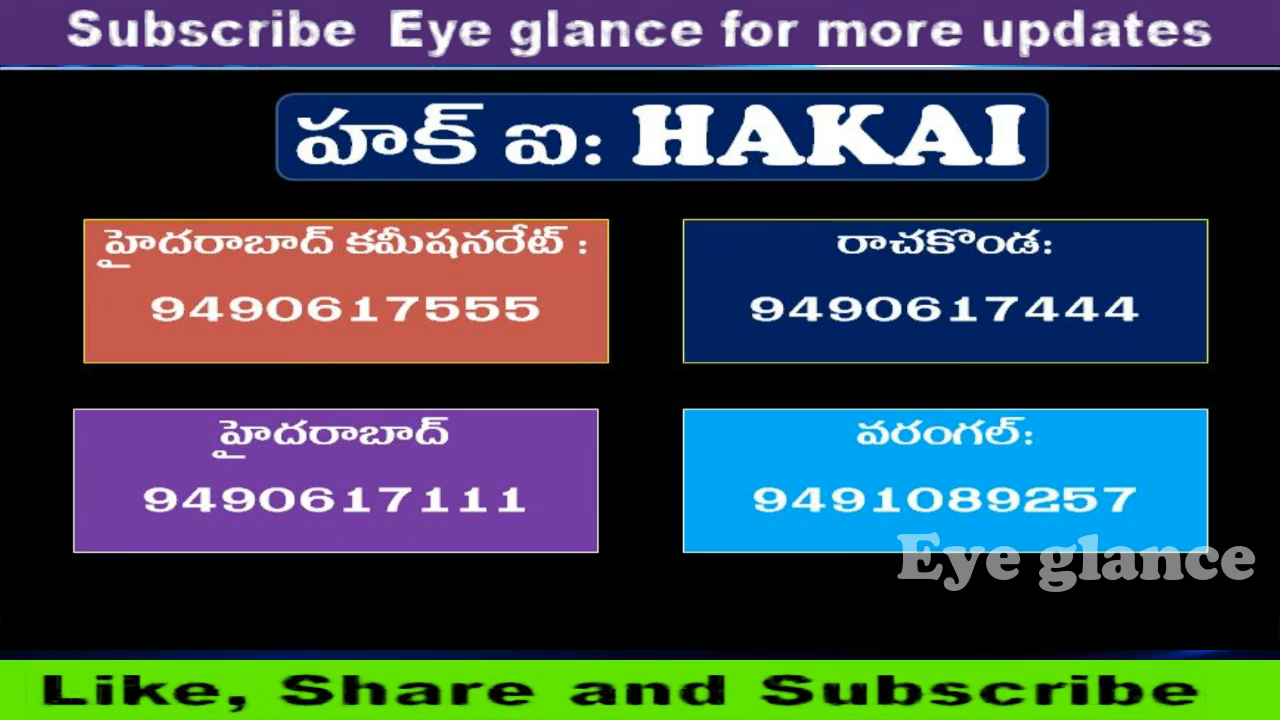 Subscribe Eye glance for more updates
హక్ ఐ: HAKAI
హైదరాబాద్ కమీషనరేట్ :
9490617555
రాచకొండ:
9490617444
హైదరాబాద్
9490617111
వరంగల్:
9491089257
Eye glance
Like, Share and Subscribe